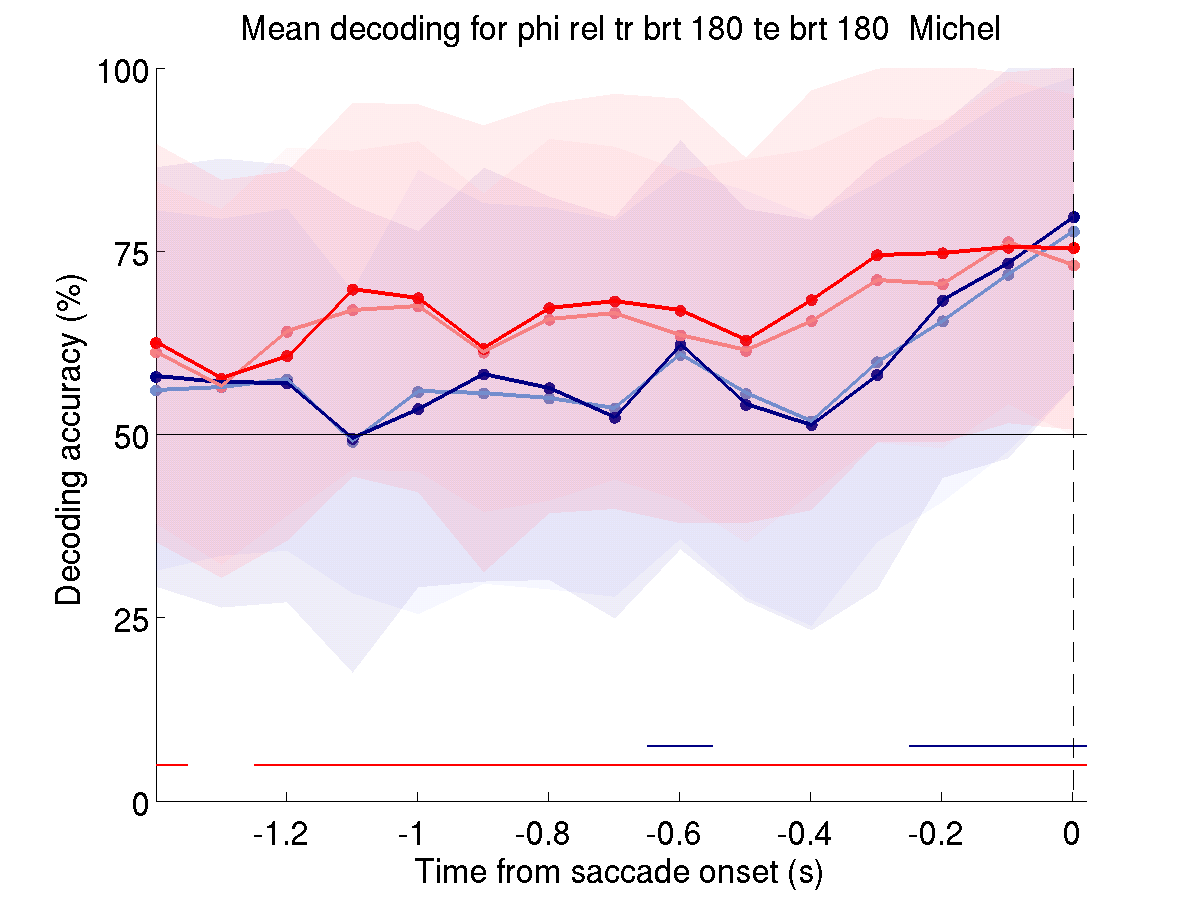 Mean decoding for phi rel tr brt 180 te brt 180  Michel
100
75
50
25
0
Decoding accuracy (%)
-1.2 -1 -0.8 -0.6 -0.4 -0.2 0
Time from saccade onset (s)